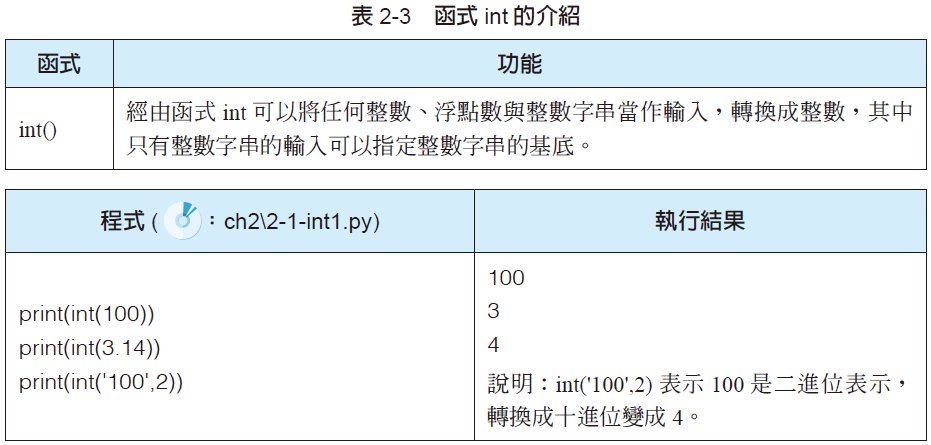 表 2-3　函式 int 的介紹
函式
功能
int()
經由函式 int 可以將任何整數、浮點數與整數字串當作輸入，轉換成整數，其中
只有整數字串的輸入可以指定整數字串的基底。
程式 (：ch2\2-1-int1.py)
執行結果
print(int(100))
print(int(3.14))
print(int('100',2))
100
3
4
說明：int('100',2) 表示 100 是二進位表示，
轉換成十進位變成 4。